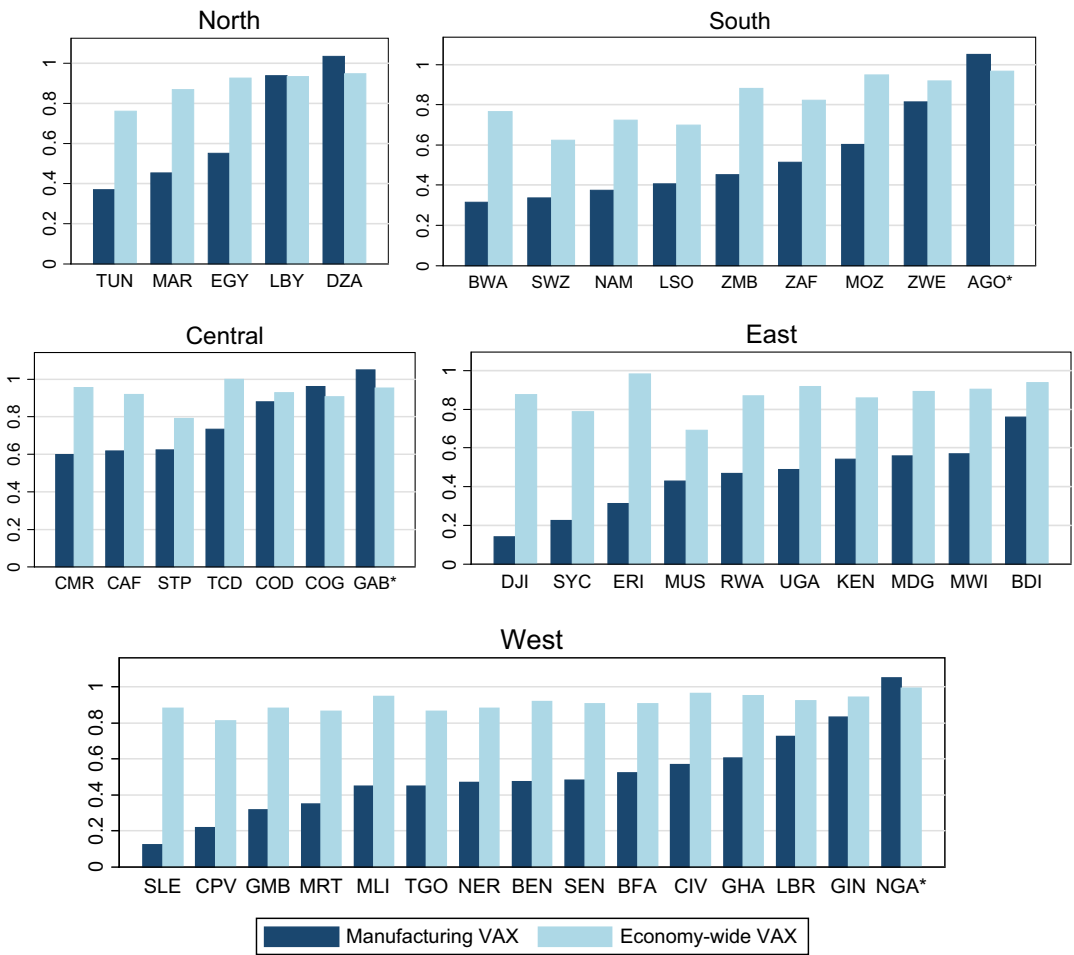 North
0 0.2 0.4 0.6 0.8 1
TUN MAR EGY LBY DZA
South
0 0.2 0.4 0.6 0.8 1
BWA SWZ NAM LSO ZMB ZAF MOZ ZWE AGO*
Central
0 0.2 0.4 0.6 0.8 1
CMR CAF STP TCD COD COG GAB*
East
0 0.2 0.4 0.6 0.8 1
DJI SYC ERI MUS RWA UGA KEN MDG MWI BDI
West
0 0.2 0.4 0.6 0.8 1
SLE CPV GMB MRT MLI TGO NER BEN SEN BFA CIV GHA LBR GIN NGA*
Manufacturing VAX Economy-wide VAX